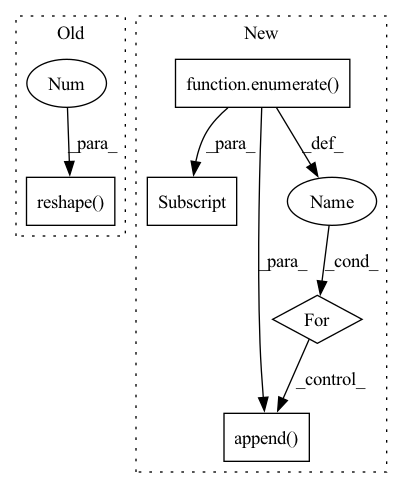 Old
New
Num
function.enumerate()
_para_
_para_
_def_
reshape()
Subscript
Name
_para_
_cond_
For
_control_
append()